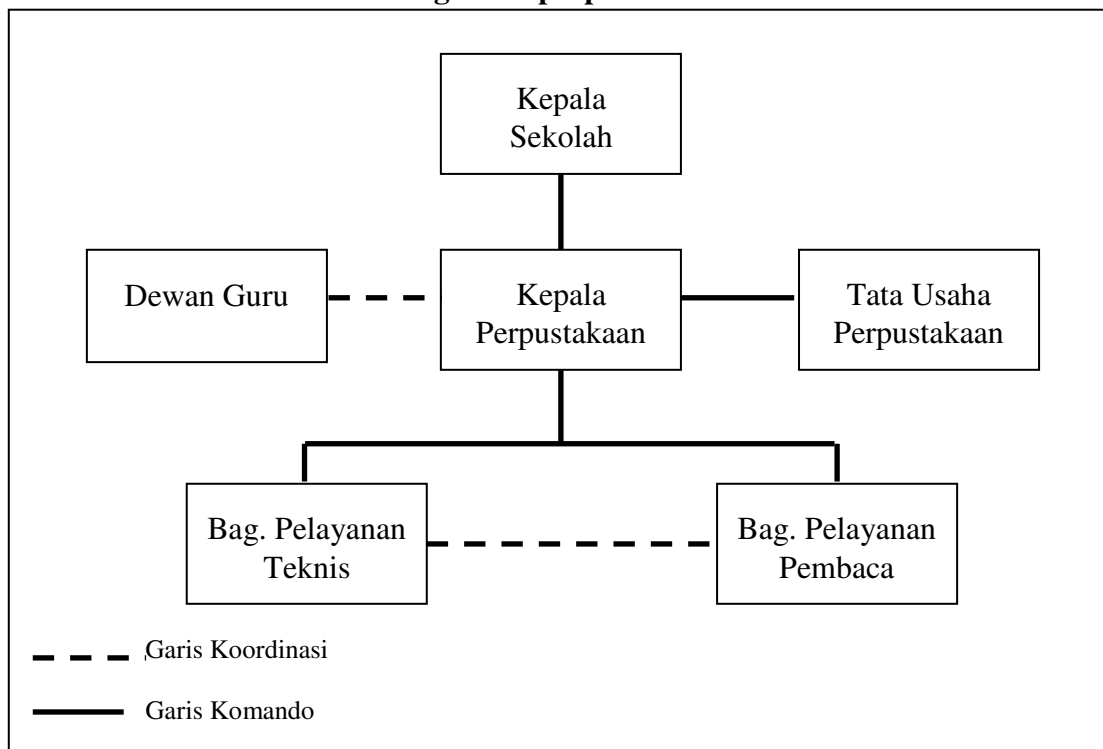 Kepala
Sekolah
Dewan Guru
Kepala
Perpustakaan
Tata Usaha
Perpustakaan
Bag. Pelayanan
Teknis
Bag. Pelayanan
Pembaca
Garis Koordinasi
Garis Komando